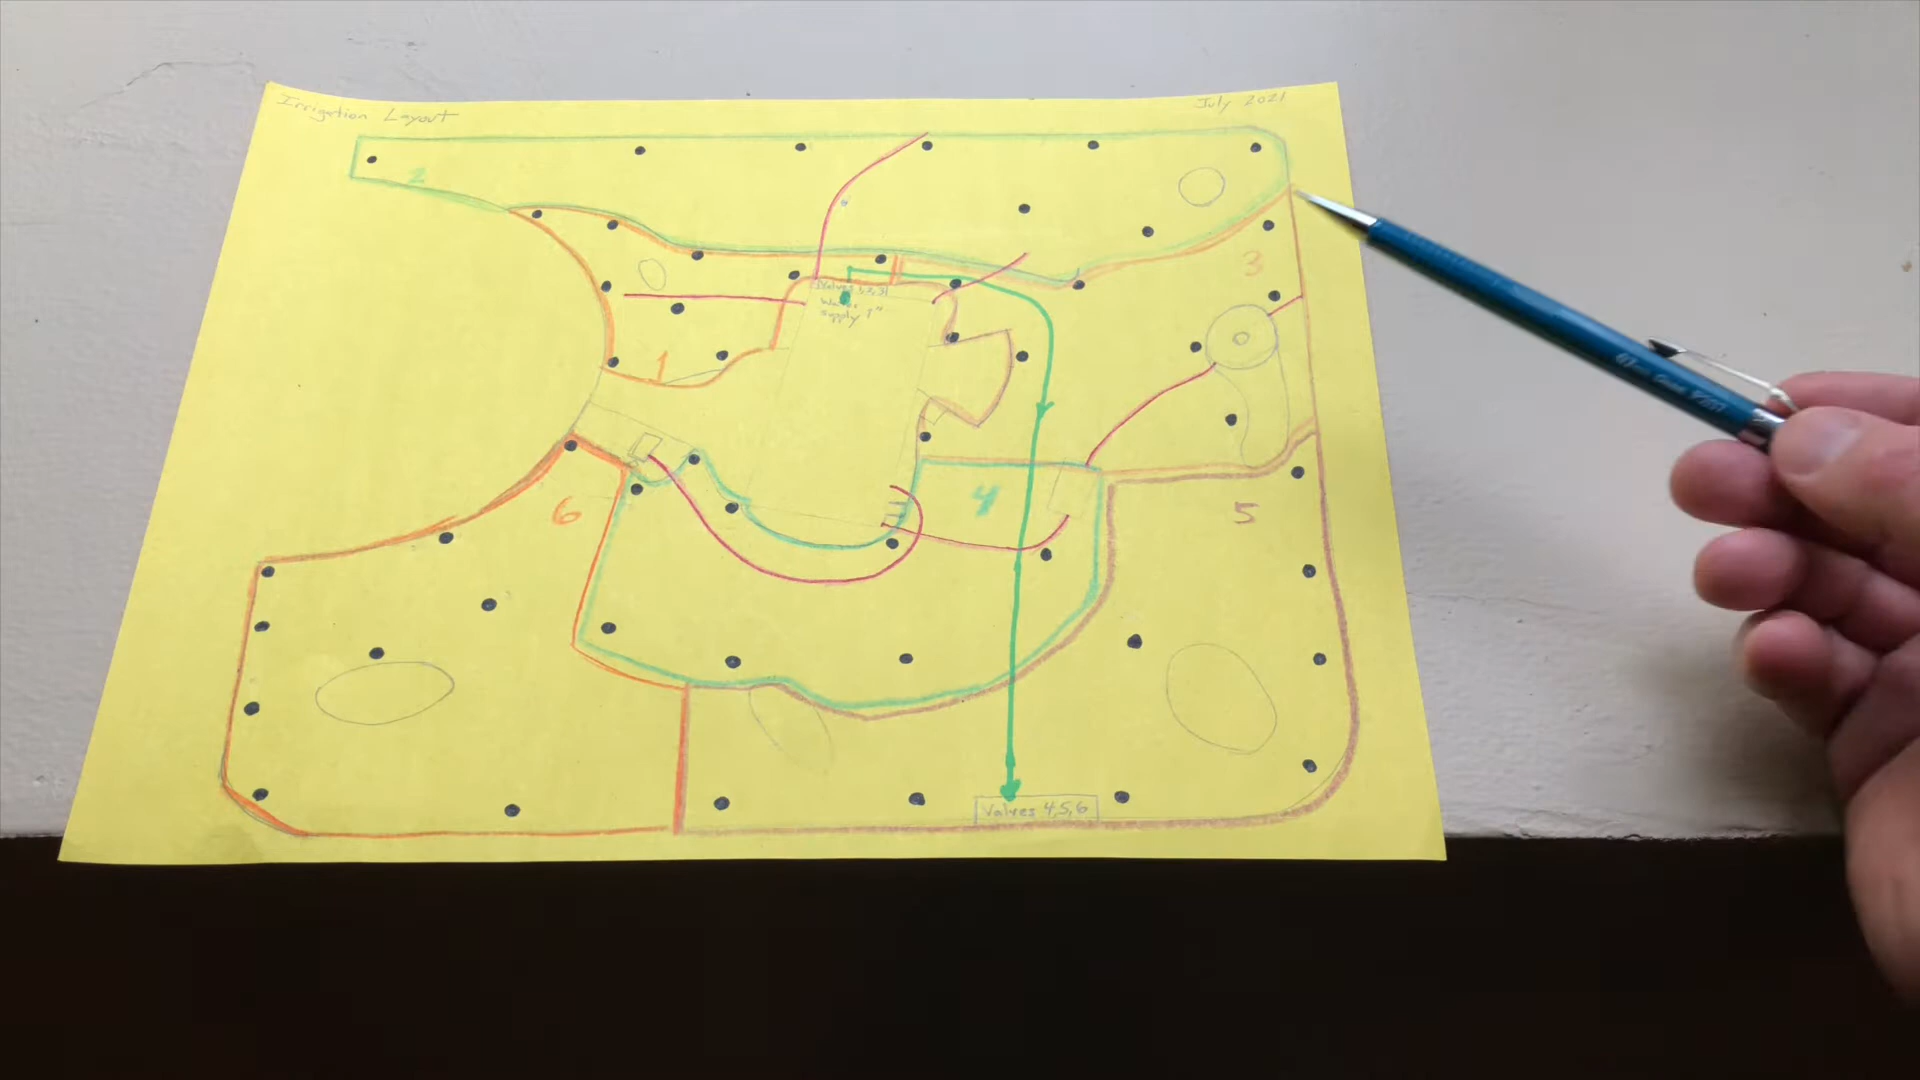 Irrigation Layout
July 2021
2
3
Valves 1,2,3
Water
supply 1"
1
4
5
6
Valves 4,5,6